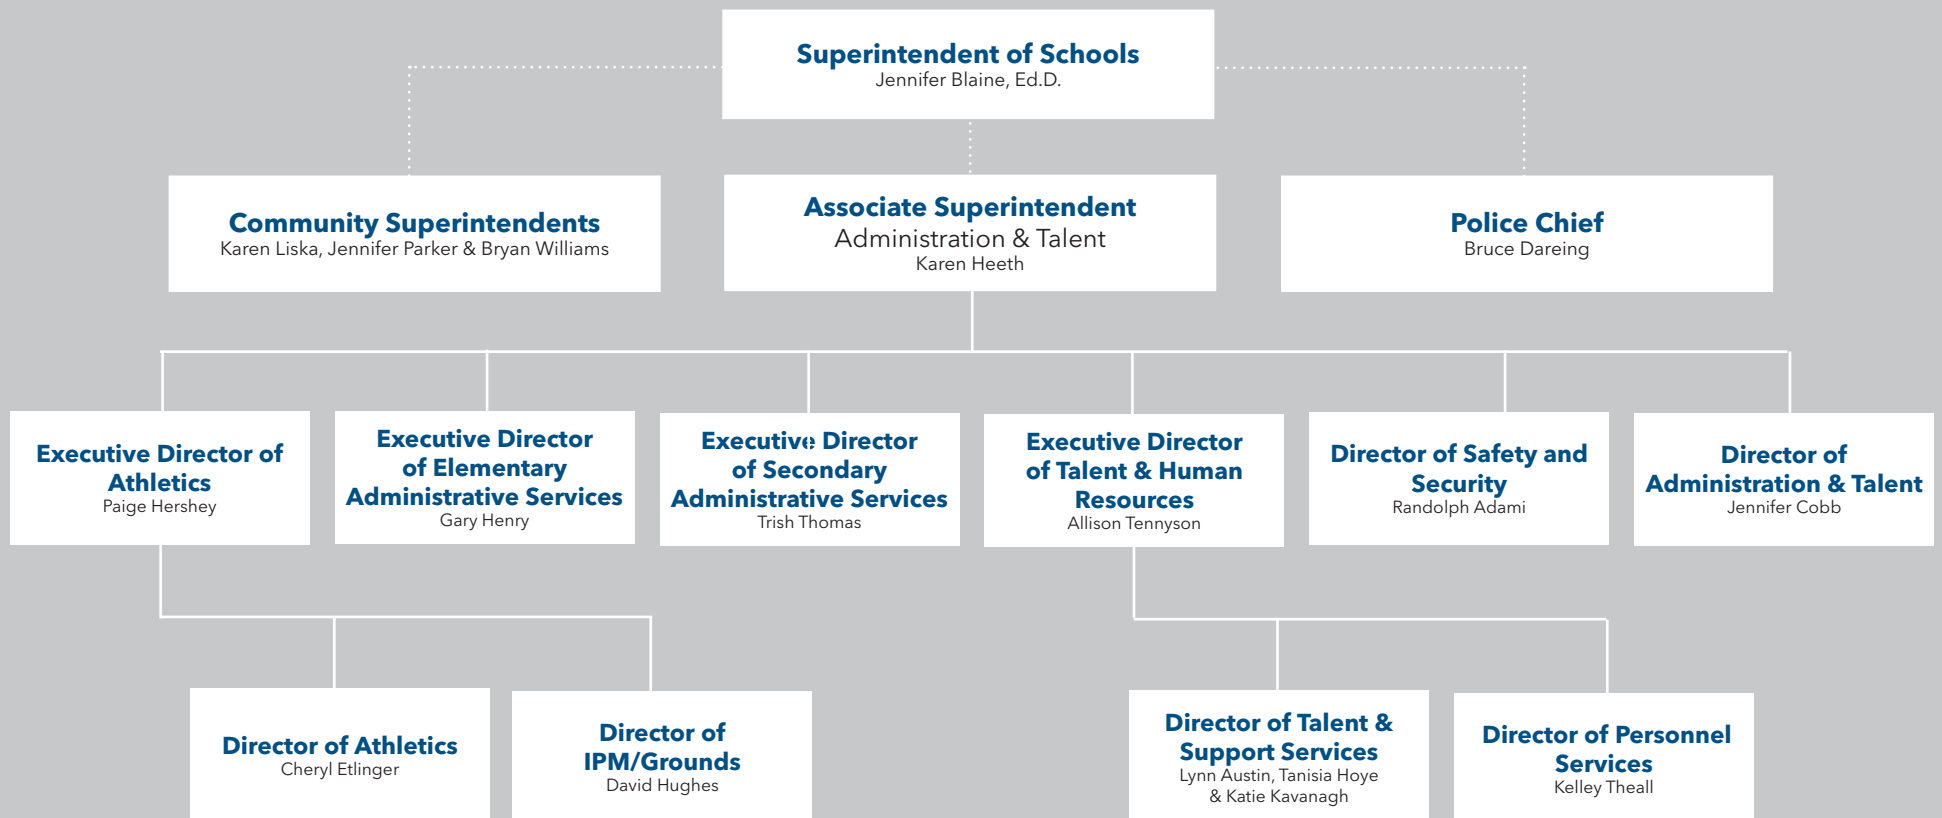 Superintendent of Schools
Jennifer Blaine, Ed.D.
Community Superintendents
Karen Liska, Jennifer Parker & Bryan Williams
Associate Superintendent
Administration & Talent
Karen Heeth
Police Chief
Bruce Dareing
Executive Director of
Athletics
Paige Hershey
Executive Director
of Elementary
Administrative Services
Gary Henry
Executive Director
of Secondary
Administrative Services
Trish Thomas
Executive Director
of Talent & Human
Resources
Allison Tennyson
Director of Safety and
Security
Randolph Adami
Director of
Administration & Talent
Jennifer Cobb
Director of Athletics
Cheryl Etlinger
Director of
IPM/Grounds
David Hughes
Director of Talent &
Support Services
Lynn Austin, Tanisia Hoye
& Katie Kavanagh
Director of Personnel
Services
Kelley Theall